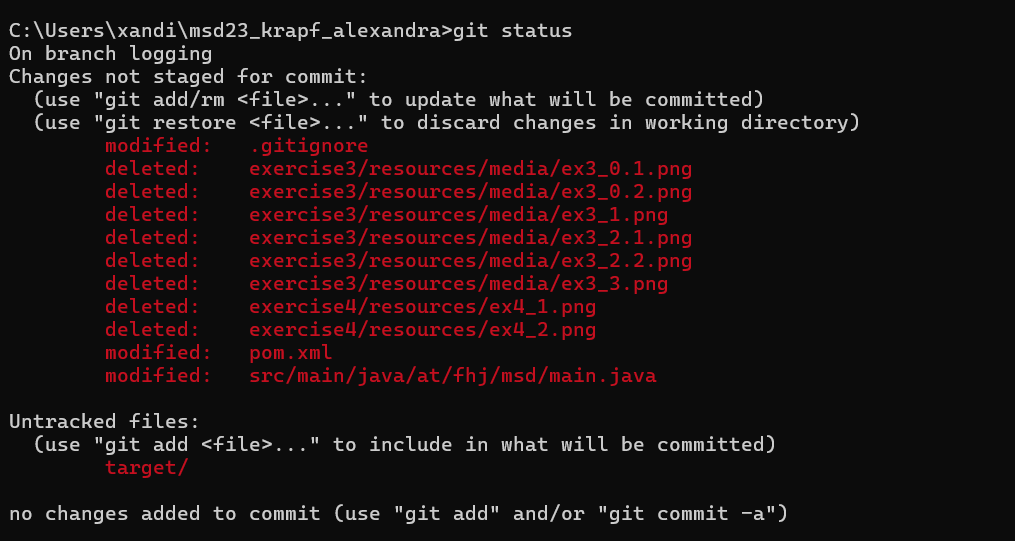 C:\Users\xandi\msd23_krapf_alexandra>git status
On branch logging
Changes not staged for commit:
  (use "git add/rm <file>..." to update what will be committed)
  (use "git restore <file>..." to discard changes in working directory)
        modified:   .gitignore
        deleted:    exercise3/resources/media/ex3_0.1.png
        deleted:    exercise3/resources/media/ex3_0.2.png
        deleted:    exercise3/resources/media/ex3_1.png
        deleted:    exercise3/resources/media/ex3_2.1.png
        deleted:    exercise3/resources/media/ex3_2.2.png
        deleted:    exercise3/resources/media/ex3_3.png
        deleted:    exercise4/resources/ex4_1.png
        deleted:    exercise4/resources/ex4_2.png
        modified:   pom.xml
        modified:   src/main/java/at/fhj/msd/main.java

Untracked files:
  (use "git add <file>..." to include in what will be committed)
        target/

no changes added to commit (use "git add" and/or "git commit -a")